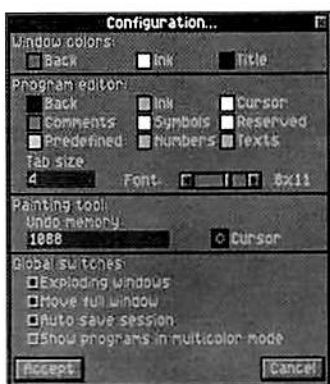 Configuration...
Window colors:
Back Ink Title
Program editor:
Back Ink Cursor
Comments Symbols Reserved
Predefined Numbers Texts
Tab size
4 Font: 8x11
Painting tool:
Undo memory:
1088 Cursor
Global switches:
Exploding windows
Move full window
Auto save session
Show programs in multicolor mode
Accept Cancel